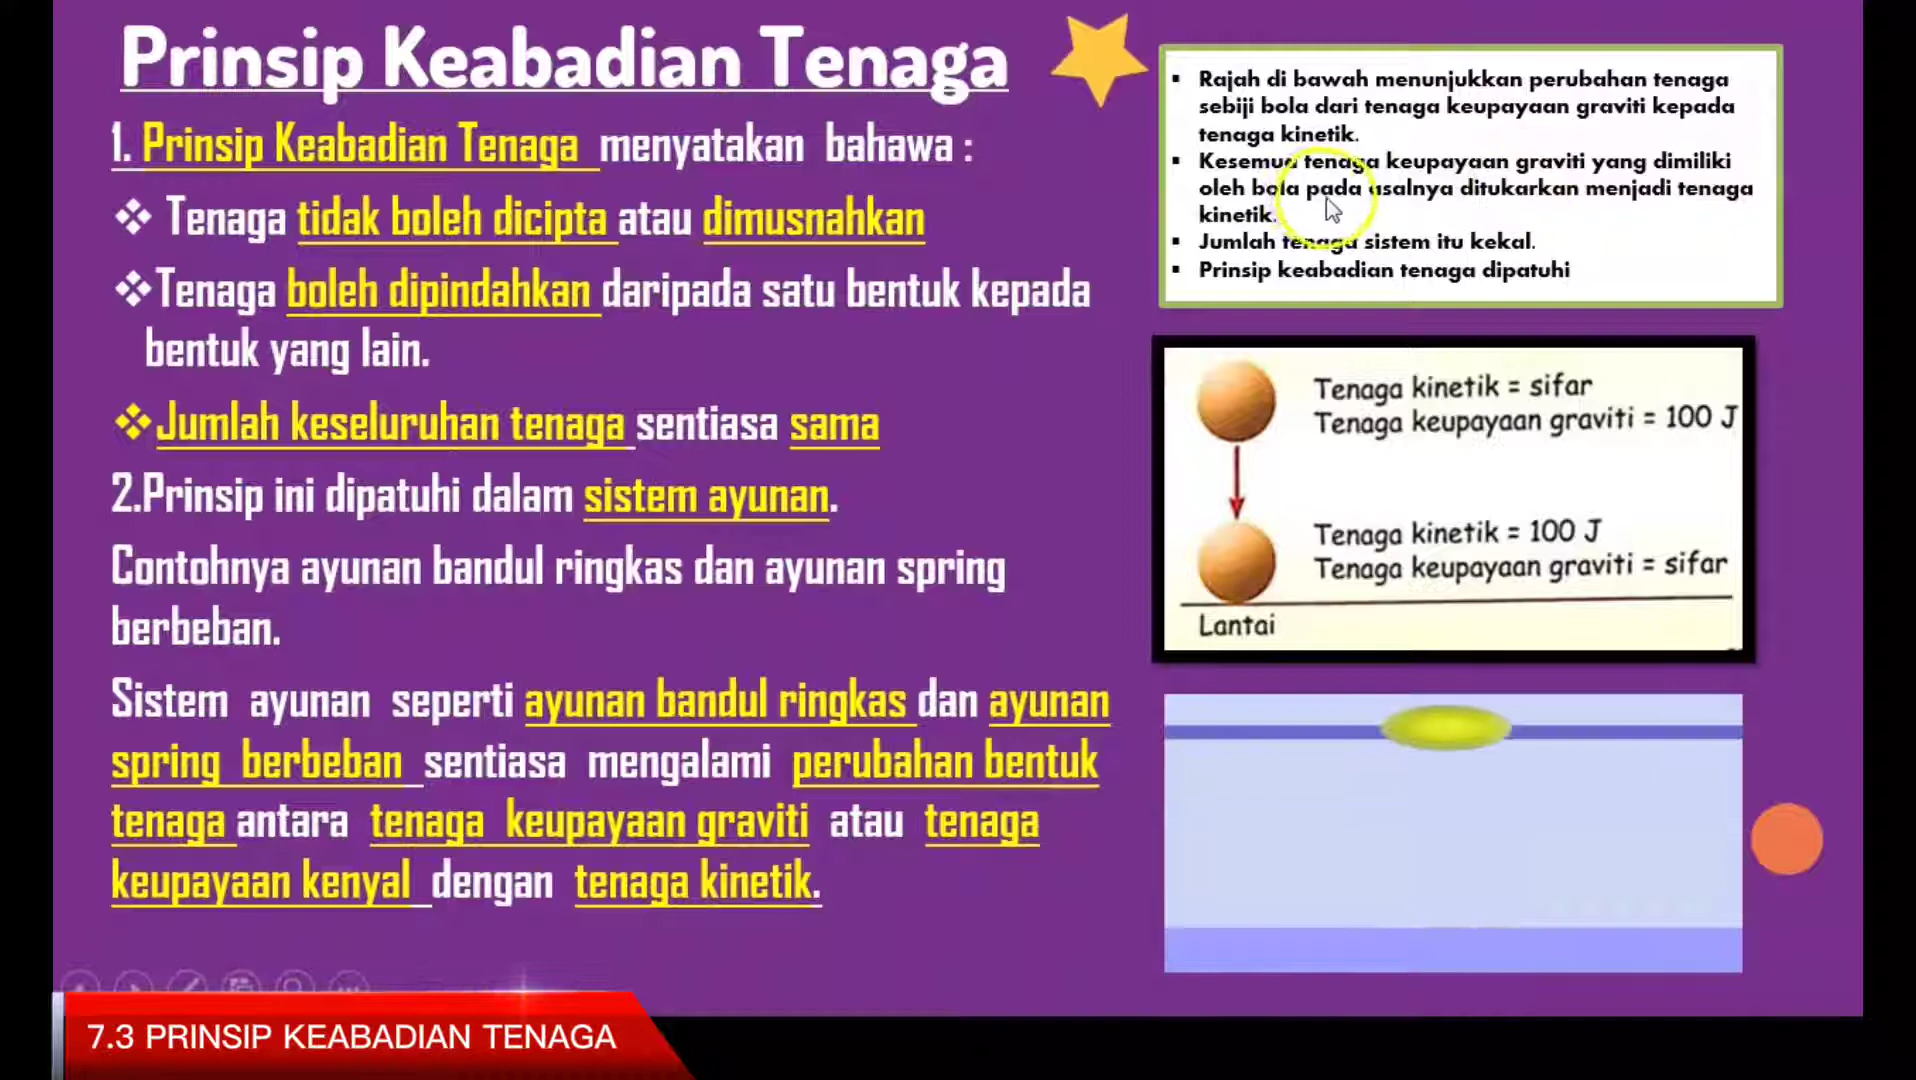 Prinsip Keabadian Tenaga
1. Prinsip Keabadian Tenaga menyatakan bahawa :
❖ Tenaga tidak boleh dicipta atau dimusnahkan
❖Tenaga boleh dipindahkan daripada satu bentuk kepada
bentuk yang lain.
❖Jumlah keseluruhan tenaga sentiasa sama
2.Prinsip ini dipatuhi dalam sistem ayunan.
Contohnya ayunan bandul ringkas dan ayunan spring
berbeban.
Sistem ayunan seperti ayunan bandul ringkas dan ayunan
spring berbeban sentiasa mengalami perubahan bentuk
tenaga antara tenaga keupayaan graviti atau tenaga
keupayaan kenyal dengan tenaga kinetik.
▪ Rajah di bawah menunjukkan perubahan tenaga
sebiji bola dari tenaga keupayaan graviti kepada
tenaga kinetik.
▪ Kesemua tenaga keupayaan graviti yang dimiliki
oleh bola pada asalnya ditukarkan menjadi tenaga
kinetik.
▪ Jumlah tenaga sistem itu kekal.
▪ Prinsip keabadian tenaga dipatuhi
Tenaga kinetik = sifar
Tenaga keupayaan graviti = 100 J
Tenaga kinetik = 100 J
Tenaga keupayaan graviti = sifar
Lantai
7.3 PRINSIP KEABADIAN TENAGA